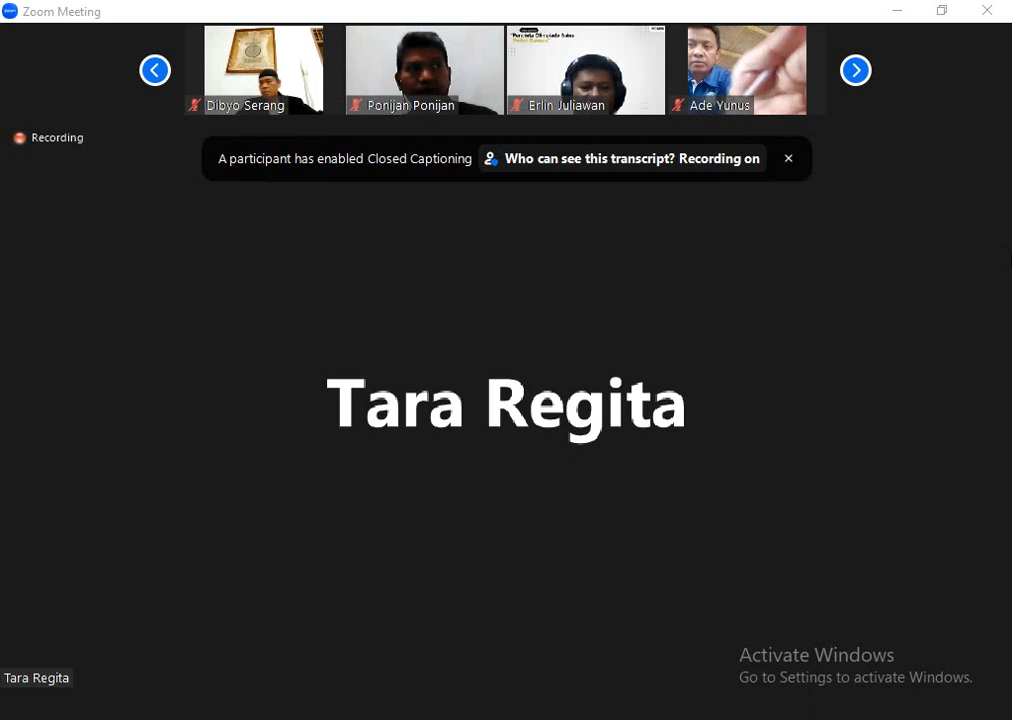 Zoom Meeting
Dibyo Serang
Ponijan Ponijan
Erlin Juliawan
Ade Yunus
Recording
A participant has enabled Closed Captioning
Who can see this transcript? Recording on
Tara Regita
Activate Windows
Go to Settings to activate Windows.
Tara Regita